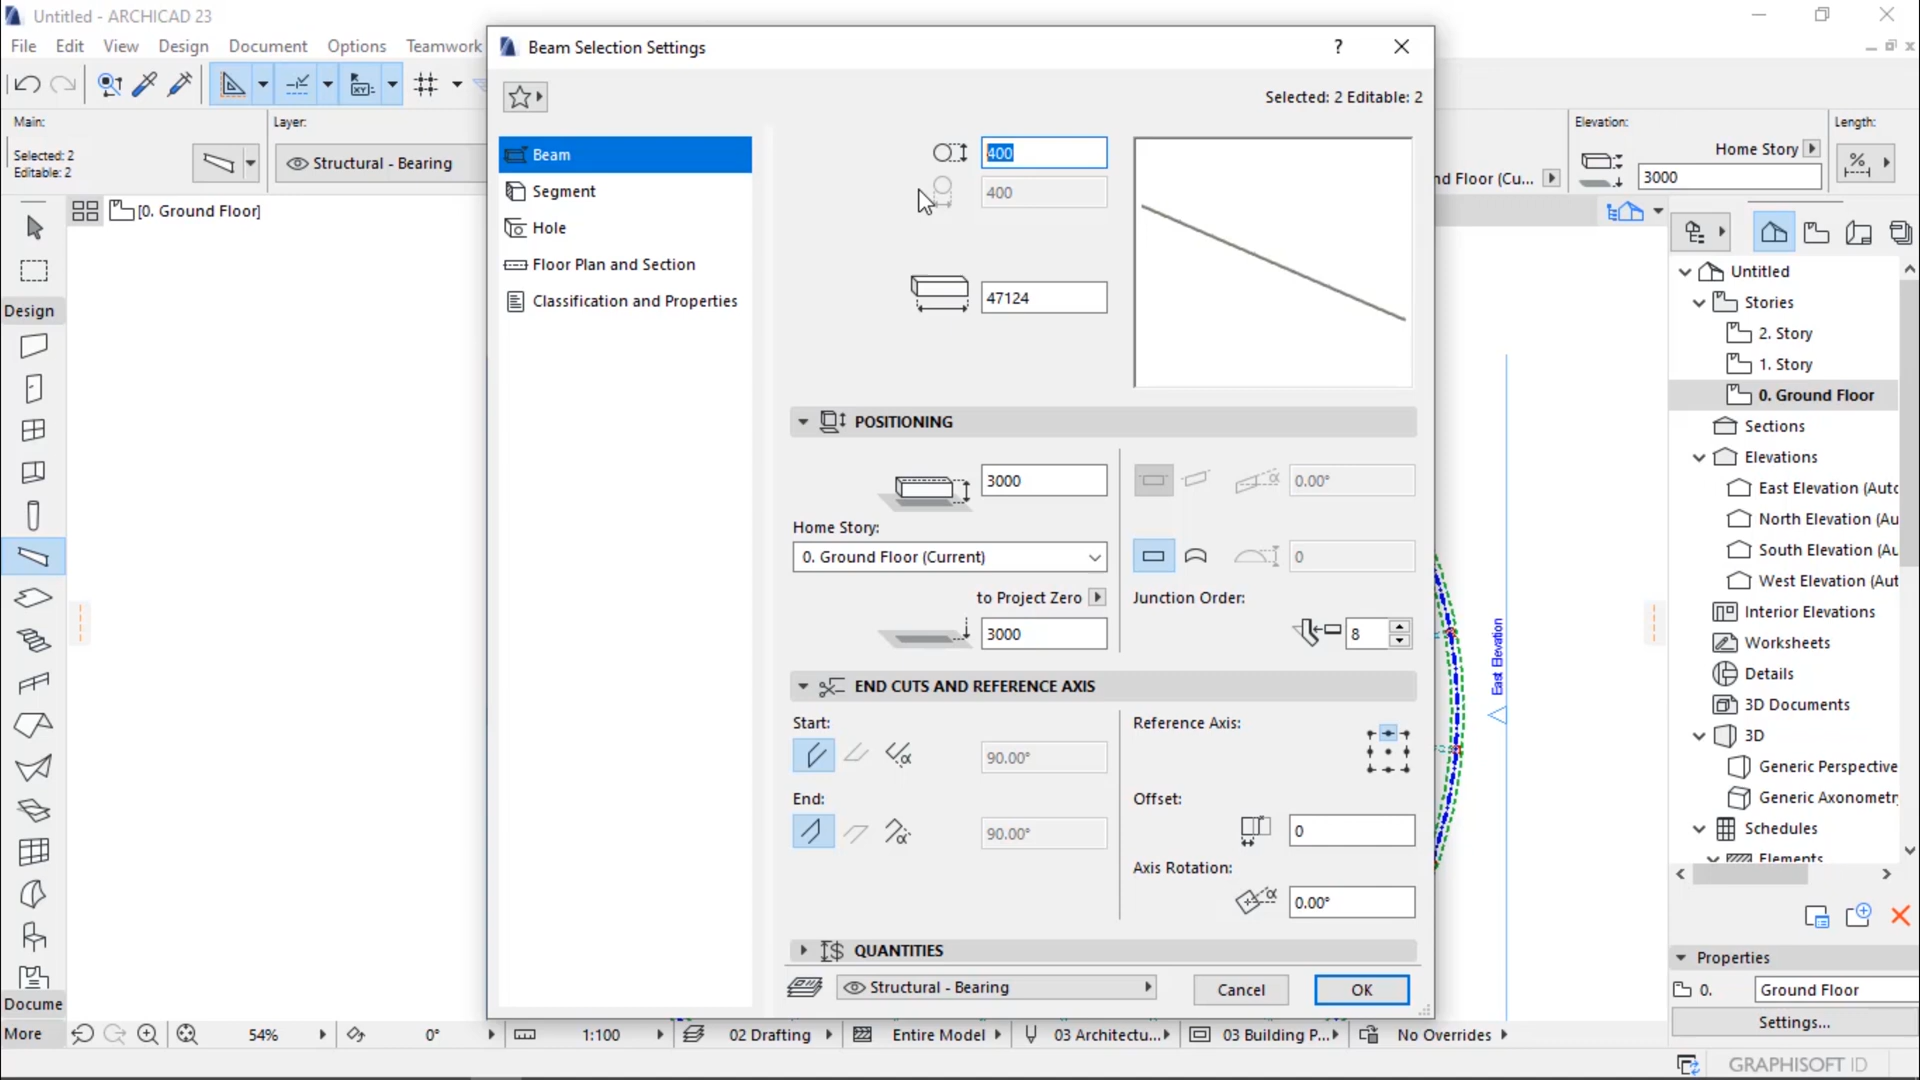 Untitled - ARCHICAD 23
File Edit View Design Document Options Teamwork
Beam Selection Settings
?
Selected: 2 Editable: 2
Main:
Selected: 2
Editable: 2
Layer:
Structural - Bearing
[0. Ground Floor]
Beam
Segment
Hole
Floor Plan and Section
Classification and Properties
400
400
47124
POSITIONING
3000
0.00°
Home Story:
0. Ground Floor (Current)
0
to Project Zero
Junction Order:
3000
8
END CUTS AND REFERENCE AXIS
Start:
Reference Axis:
90.00°
End:
Offset:
90.00°
0
Axis Rotation:
0.00°
QUANTITIES
Structural - Bearing
Cancel
OK
Elevation:
Length:
Home Story
nd Floor (Cu...
3000
East Elevation
Untitled
Stories
2. Story
1. Story
0. Ground Floor
Sections
Elevations
East Elevation (Auto
North Elevation (Au
South Elevation (Au
West Elevation (Aut
Interior Elevations
Worksheets
Details
3D Documents
3D
Generic Perspective
Generic Axonometr
Schedules
Elements
Properties
0.
Ground Floor
Settings...
Design
Docume
More
54%
0°
1:100
02 Drafting
Entire Model
03 Architectu...
03 Building P...
No Overrides
GRAPHISOFT ID